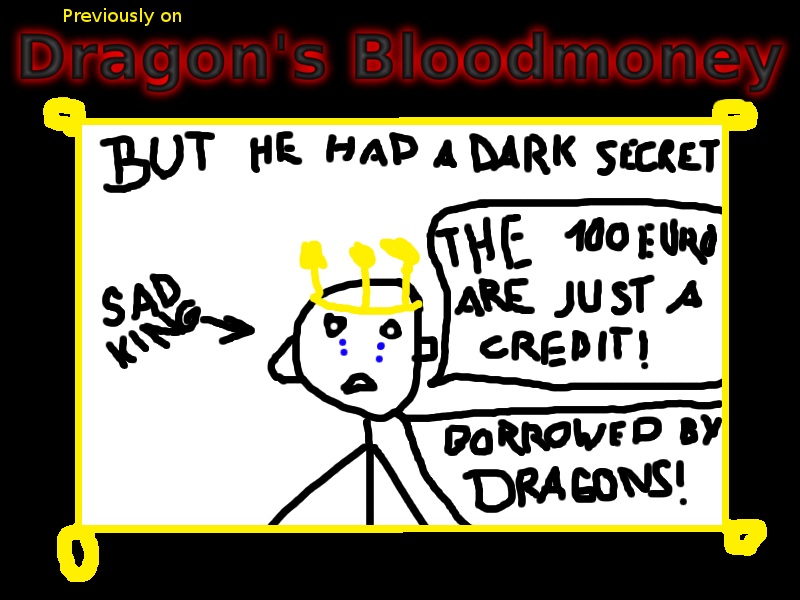 Previously on
Dragon's Bloodmoney
BUT HE HAD A DARK SECRET
THE 100 EURO
ARE JUST A
CREDIT!
SAD
KING
BORROWED BY
DRAGONS!